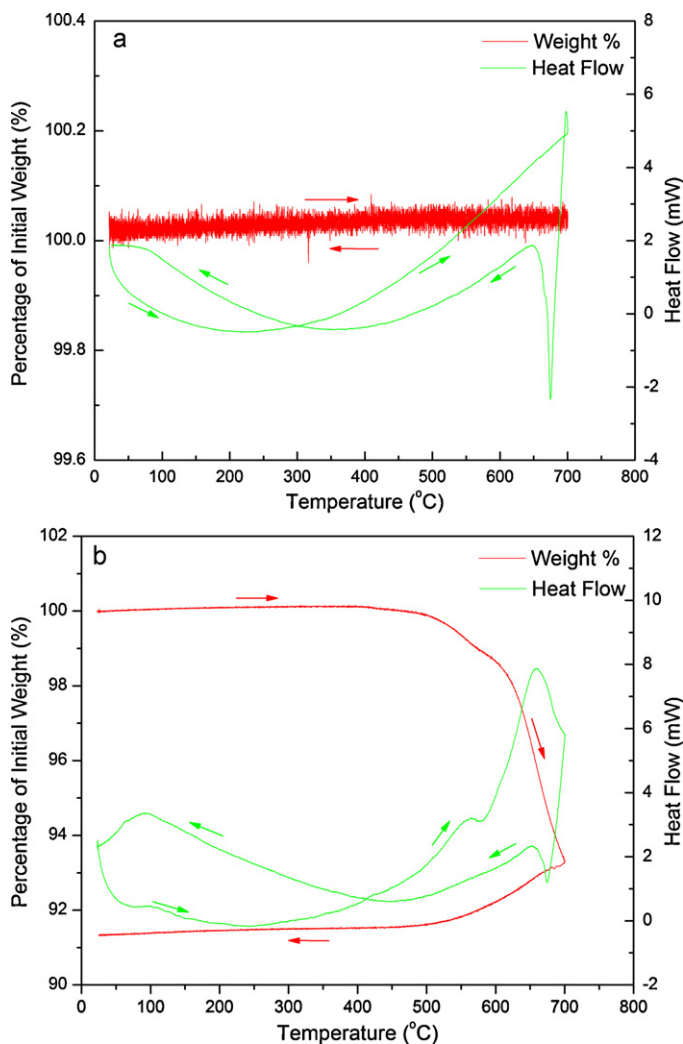 a
Weight %
Heat Flow
100.4
100.2
100.0
99.8
99.6
8
6
4
2
0
-2
-4
Percentage of Initial Weight (%)
Heat Flow (mW)
0 100 200 300 400 500 600 700 800
Temperature (°C)
b
Weight %
Heat Flow
102
100
98
96
94
92
90
12
10
8
6
4
2
0
-2
Percentage of Initial Weight (%)
Heat Flow (mW)
0 100 200 300 400 500 600 700 800
Temperature (°C)